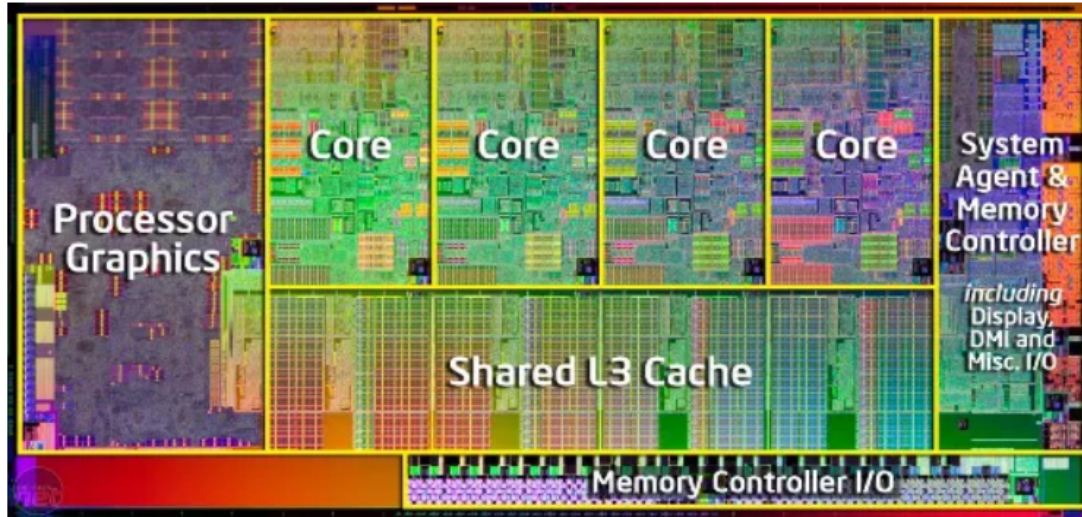 Processor
Graphics
Core
Core
Core
Core
System
Agent &
Memory
Controller
including
Display,
DMI and
Misc. I/O
Shared L3 Cache
Memory Controller I/O